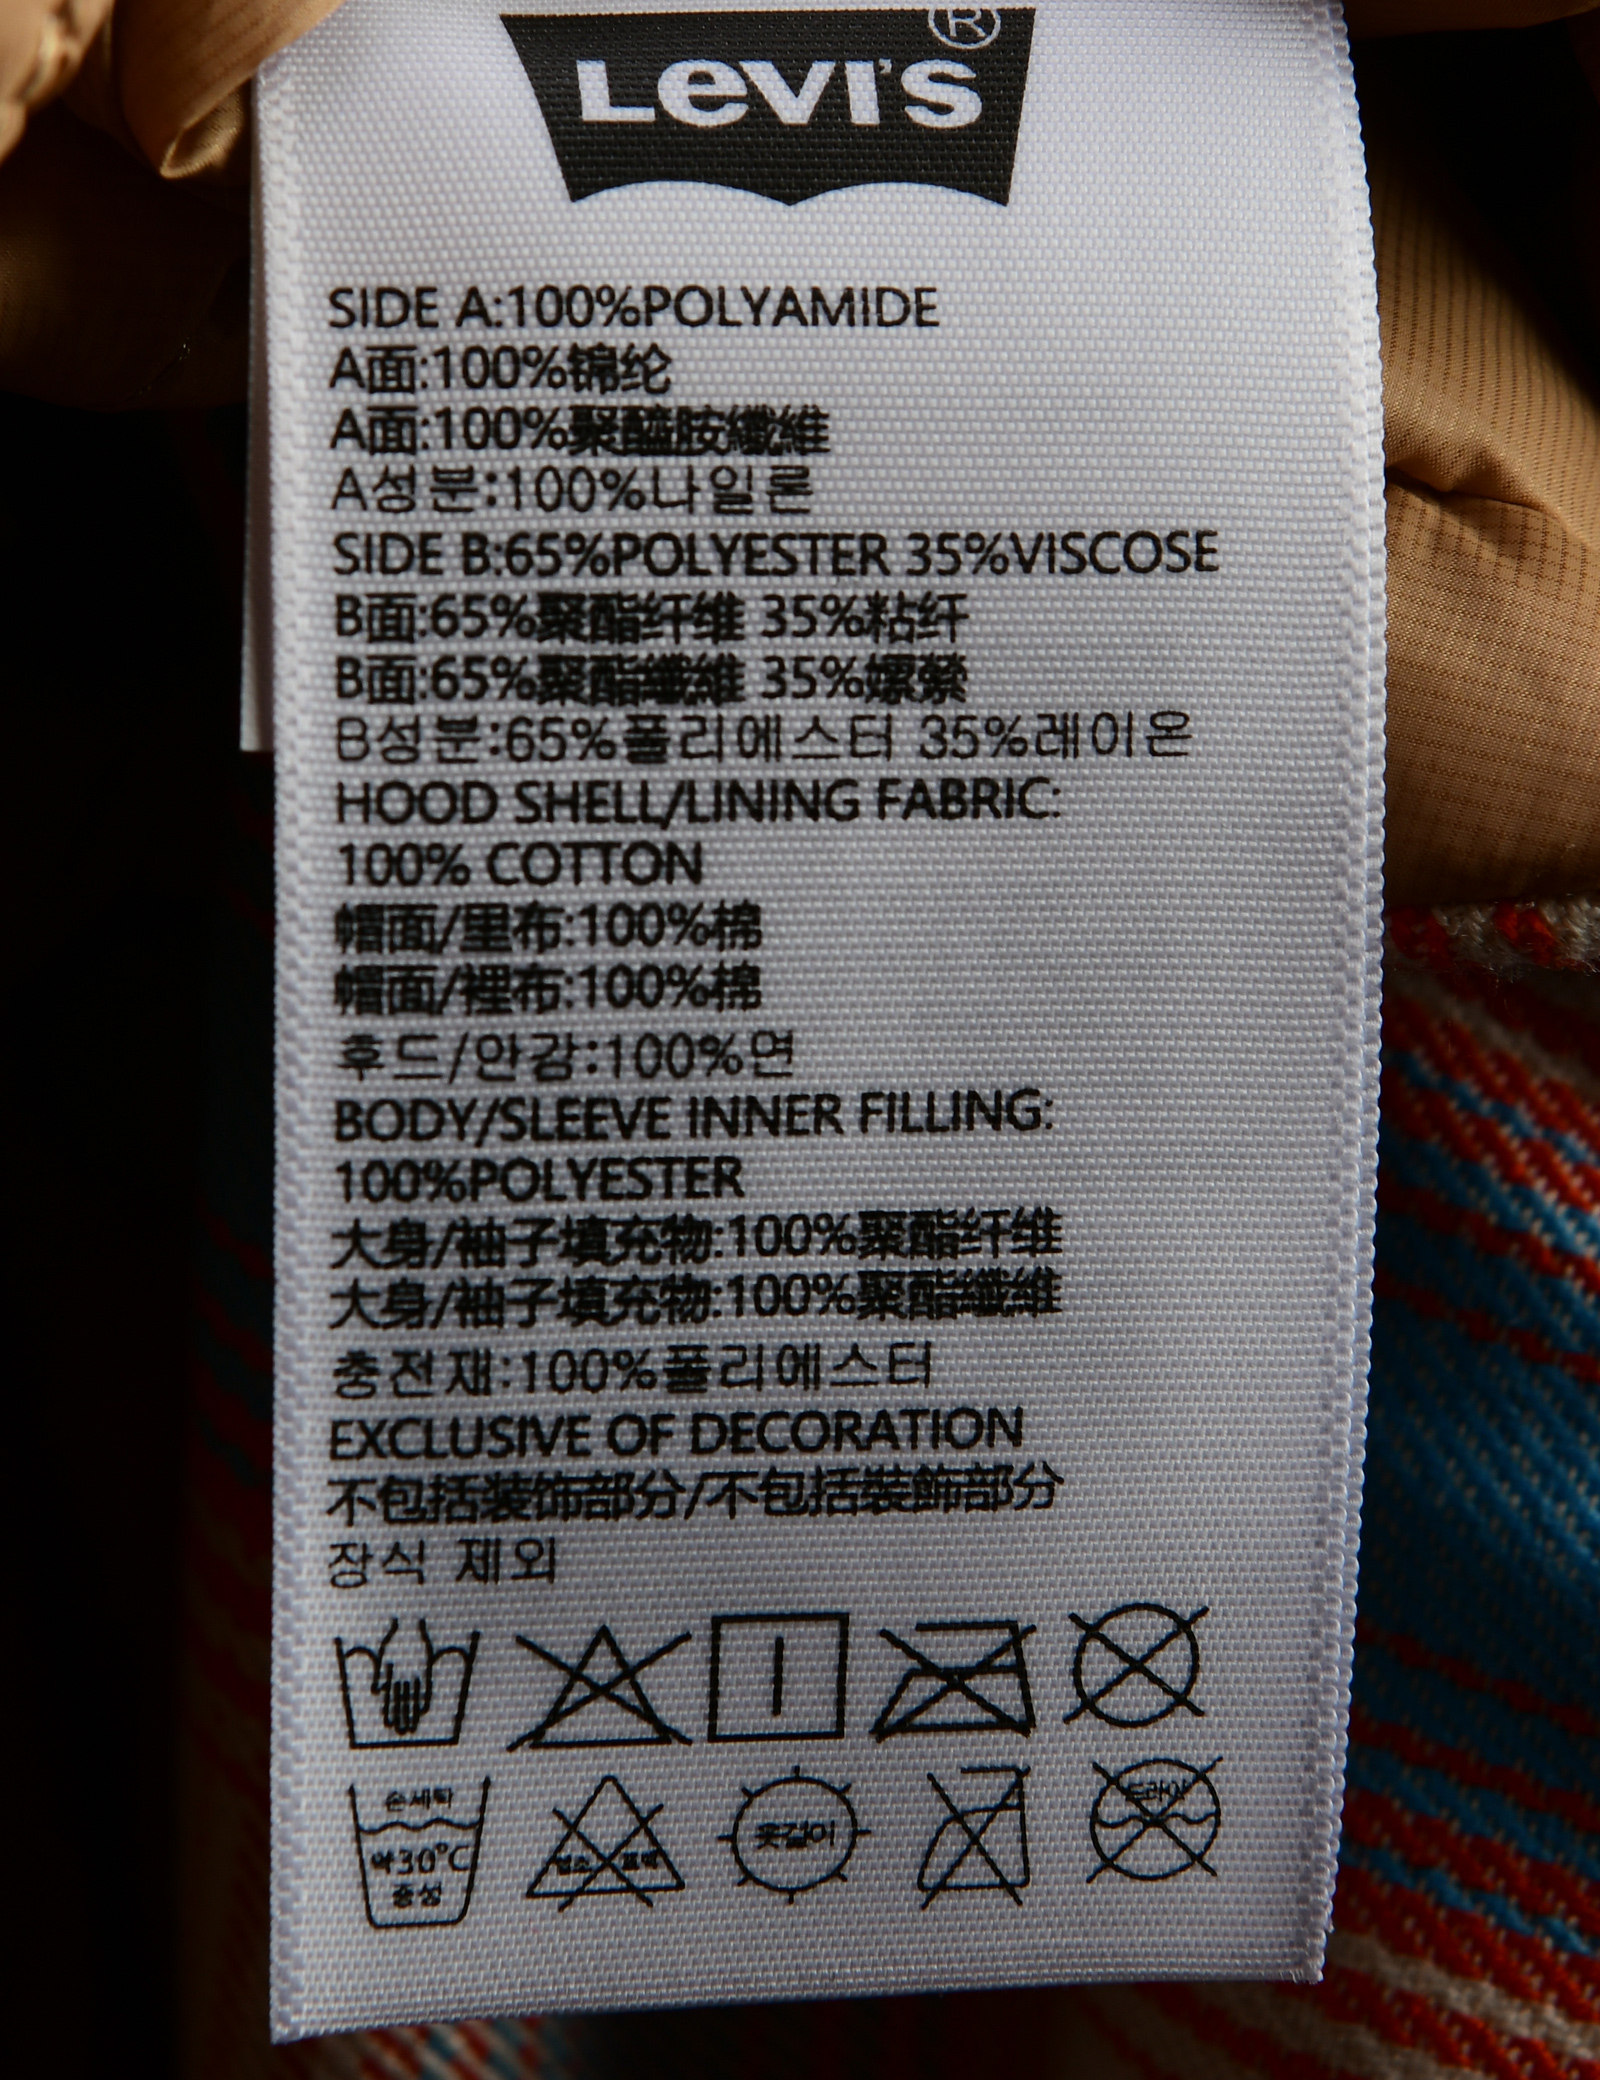 Levi's®
SIDE A:100%POLYAMIDE
A面:100%锦纶
A面:100%聚醯胺纖維
A성분:100%나일론
SIDE B:65%POLYESTER 35%VISCOSE
B面:65%聚酯纤维 35%粘纤
B面:65%聚酯纖維 35%嫘縈
B성분:65%폴리에스터 35%레이온
HOOD SHELL/LINING FABRIC:
100% COTTON
帽面/里布:100%棉
帽面/裡布:100%棉
후드/안감:100%면
BODY/SLEEVE INNER FILLING:
100%POLYESTER
大身/袖子填充物:100%聚酯纤维
大身/袖子填充物:100%聚酯纖維
충전재:100%폴리에스터
EXCLUSIVE OF DECORATION
不包括装饰部分/不包括裝飾部分
장식 제외
손세탁
약30°C
중성
염소 표백
옷걸이
드라이